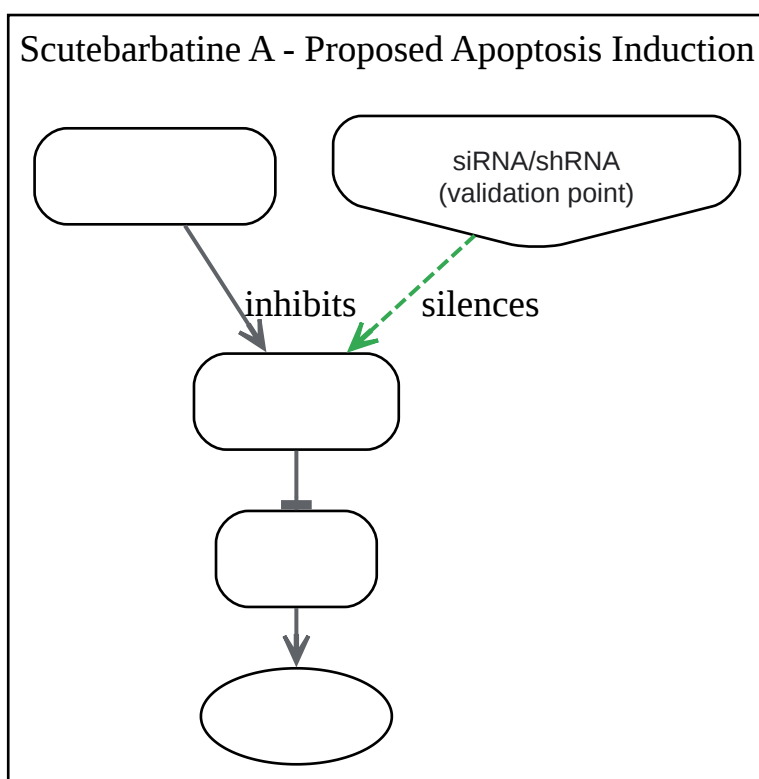 Scutebarbatine A - Proposed Apoptosis Induction
siRNA/shRNA
(validation point)
inhibits
silences